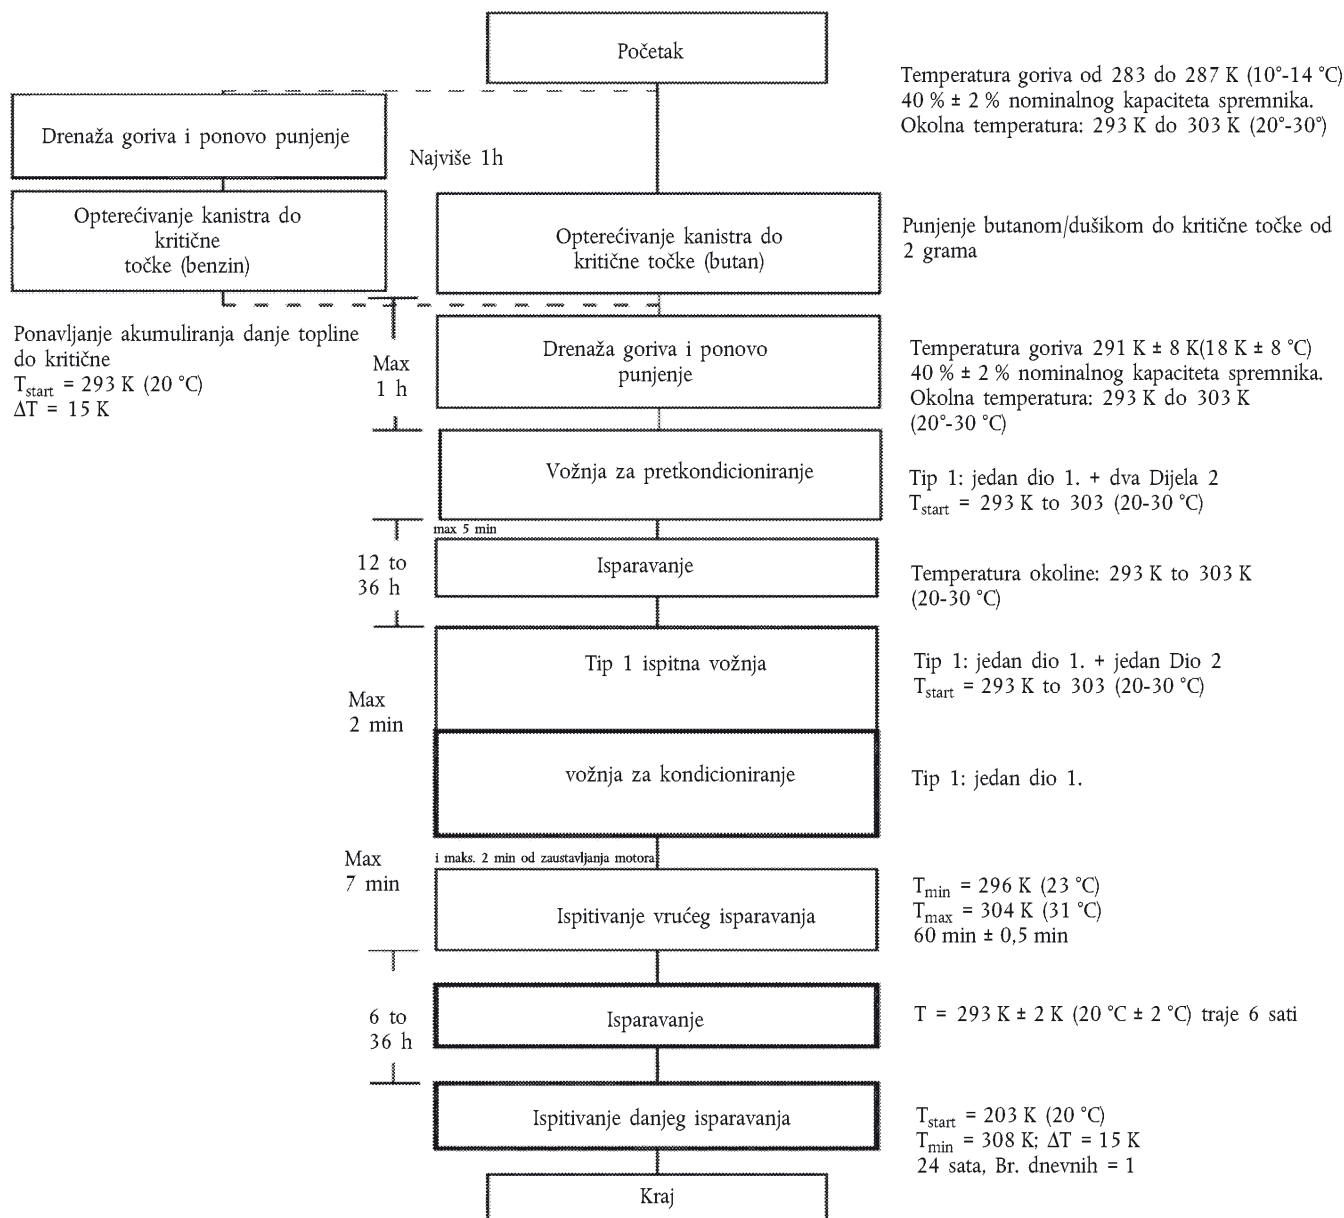 Početak
Temperatura goriva od 283 do 287 K (10°-14 °C)
40 % ± 2 % nominalnog kapaciteta spremnika.
Okolna temperatura: 293 K do 303 K (20°-30°)
Drenaža goriva i ponovo punjenje
Najviše 1h
Opterećivanje kanistra do
kritične
točke (benzin)
Opterećivanje kanistra do
kritične točke (butan)
Punjenje butanom/dušikom do kritične točke od
2 grama
Ponavljanje akumuliranja danje topline
do kritične
Tstart = 293 K (20 °C)
ΔT = 15 K
Max
1 h
Drenaža goriva i ponovo
punjenje
Temperatura goriva 291 K ± 8 K(18 K ± 8 °C)
40 % ± 2 % nominalnog kapaciteta spremnika.
Okolna temperatura: 293 K do 303 K
(20°-30 °C)
Vožnja za pretkondicioniranje
Tip 1: jedan dio 1. + dva Dijela 2
Tstart = 293 K to 303 (20-30 °C)
max 5 min
12 to
36 h
Isparavanje
Temperatura okoline: 293 K to 303 K
(20-30 °C)
Tip 1 ispitna vožnja
Tip 1: jedan dio 1. + jedan Dio 2
Tstart = 293 K to 303 (20-30 °C)
Max
2 min
vožnja za kondicioniranje
Tip 1: jedan dio 1.
Max
7 min
i maks. 2 min od zaustavljanja motora
Ispitivanje vrućeg isparavanja
Tmin = 296 K (23 °C)
Tmax = 304 K (31 °C)
60 min ± 0,5 min
6 to
36 h
Isparavanje
T = 293 K ± 2 K (20 °C ± 2 °C) traje 6 sati
Ispitivanje danjeg isparavanja
Tstart = 203 K (20 °C)
Tmin = 308 K; ΔT = 15 K
24 sata, Br. dnevnih = 1
Kraj